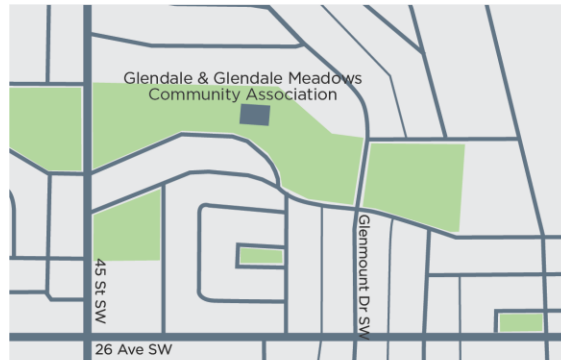 Glendale & Glendale Meadows
Community Association
45 St SW
Glenmount Dr SW
26 Ave SW